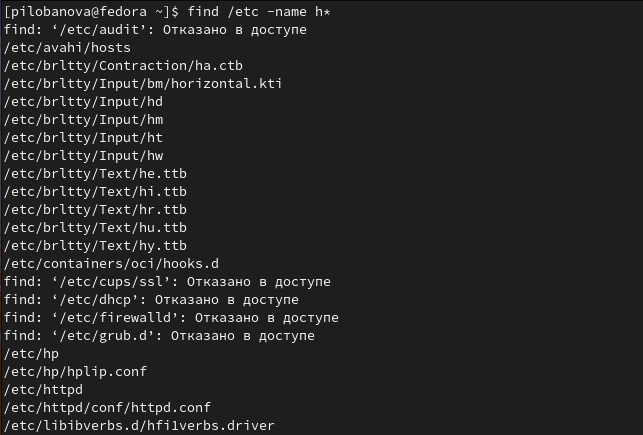 [pilobanova@fedora ~]$ find /etc -name h*
find: ‘/etc/audit’: Отказано в доступе
/etc/avahi/hosts
/etc/brltty/Contraction/ha.ctb
/etc/brltty/Input/bm/horizontal.kti
/etc/brltty/Input/hd
/etc/brltty/Input/hm
/etc/brltty/Input/ht
/etc/brltty/Input/hw
/etc/brltty/Text/he.ttb
/etc/brltty/Text/hi.ttb
/etc/brltty/Text/hr.ttb
/etc/brltty/Text/hu.ttb
/etc/brltty/Text/hy.ttb
/etc/containers/oci/hooks.d
find: ‘/etc/cups/ssl’: Отказано в доступе
find: ‘/etc/dhcp’: Отказано в доступе
find: ‘/etc/firewalld’: Отказано в доступе
find: ‘/etc/grub.d’: Отказано в доступе
/etc/hp
/etc/hp/hplip.conf
/etc/httpd
/etc/httpd/conf/httpd.conf
/etc/libibverbs.d/hfi1verbs.driver